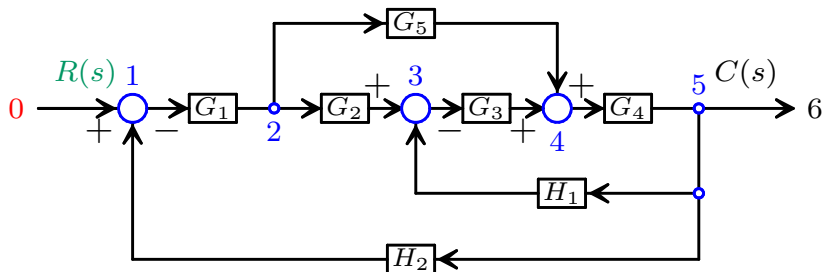 G₅
R(s) 1 3 5 C(s)
+ +
0 G₁ G₂ G₃ G₄ 6
+ − − +
2 4
H₁
H₂